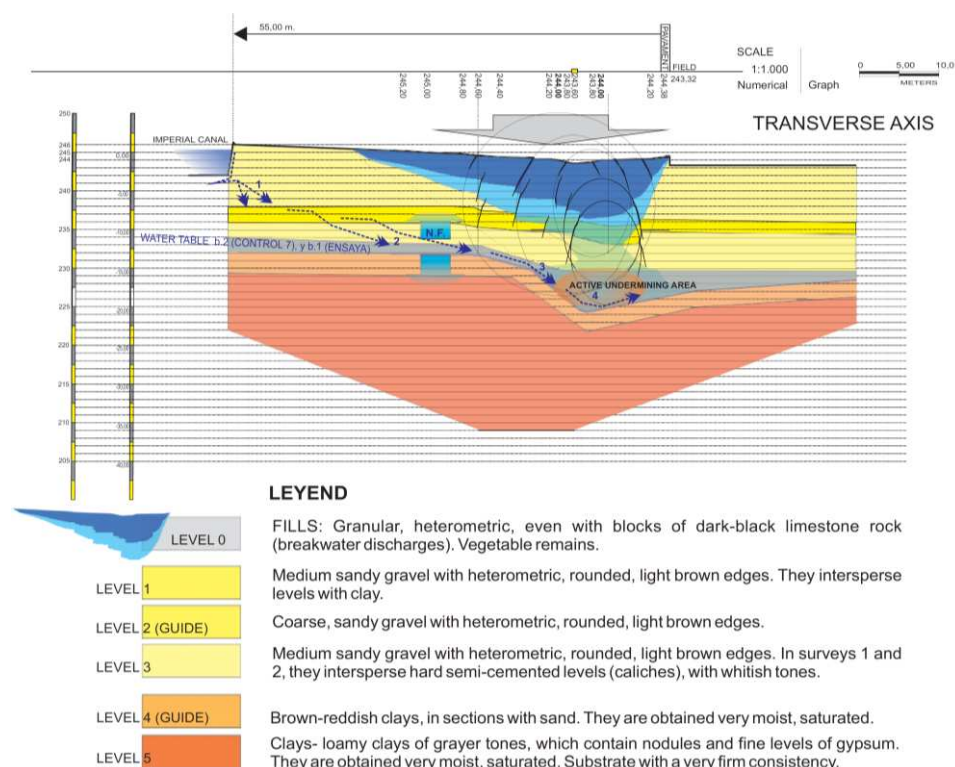 55,00 m.
PAVAMENT
SCALE
1:1.000
Numerical
Graph
0 5,00 10,0
METERS
FIELD
243.32
245.20
245.00
244.80
244.60
244.40
244.20
244.00
243.80
243.60
243.80
244.00
244.20
244.38
TRANSVERSE AXIS
250
246
245
244
240
235
230
225
220
215
210
205
0,00
IMPERIAL CANAL
1
WATER TABLE b.2 (CONTROL 7), y b.1 (ENSAYA)
2
N.F.
3
ACTIVE UNDERMINING AREA
4
LEYEND
LEVEL 0
FILLS: Granular, heterometric, even with blocks of dark-black limestone rock
(breakwater discharges). Vegetable remains.
LEVEL 1
Medium sandy gravel with heterometric, rounded, light brown edges. They intersperse
levels with clay.
LEVEL 2 (GUIDE)
Coarse, sandy gravel with heterometric, rounded, light brown edges.
LEVEL 3
Medium sandy gravel with heterometric, rounded, light brown edges. In surveys 1 and
2, they intersperse hard semi-cemented levels (caliches), with whitish tones.
LEVEL 4 (GUIDE)
Brown-reddish clays, in sections with sand. They are obtained very moist, saturated.
LEVEL 5
Clays- loamy clays of grayer tones, which contain nodules and fine levels of gypsum.
They are obtained very moist, saturated. Substrate with a very firm consistency.